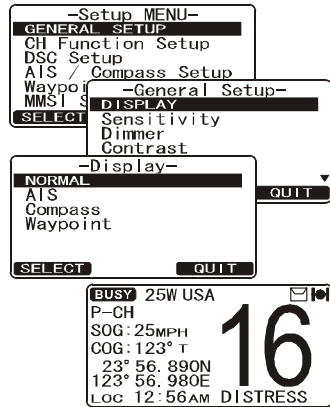 -Setup MENU-
GENERAL SETUP
CH Function Setup
DSC Setup
AIS / Compass Setup
Waypoi
MMSI S
SELECT
-General Setup-
DISPLAY
Sensitivity
Dimmer
Contrast
QUIT
-Display-
NORMAL
AIS
Compass
Waypoint
SELECT
QUIT
BUSY 25W USA
P-CH
SOG:25MPH
COG:123° T
23° 56. 890N
123° 56. 980E
LOC 12:56AM
16
DISTRESS